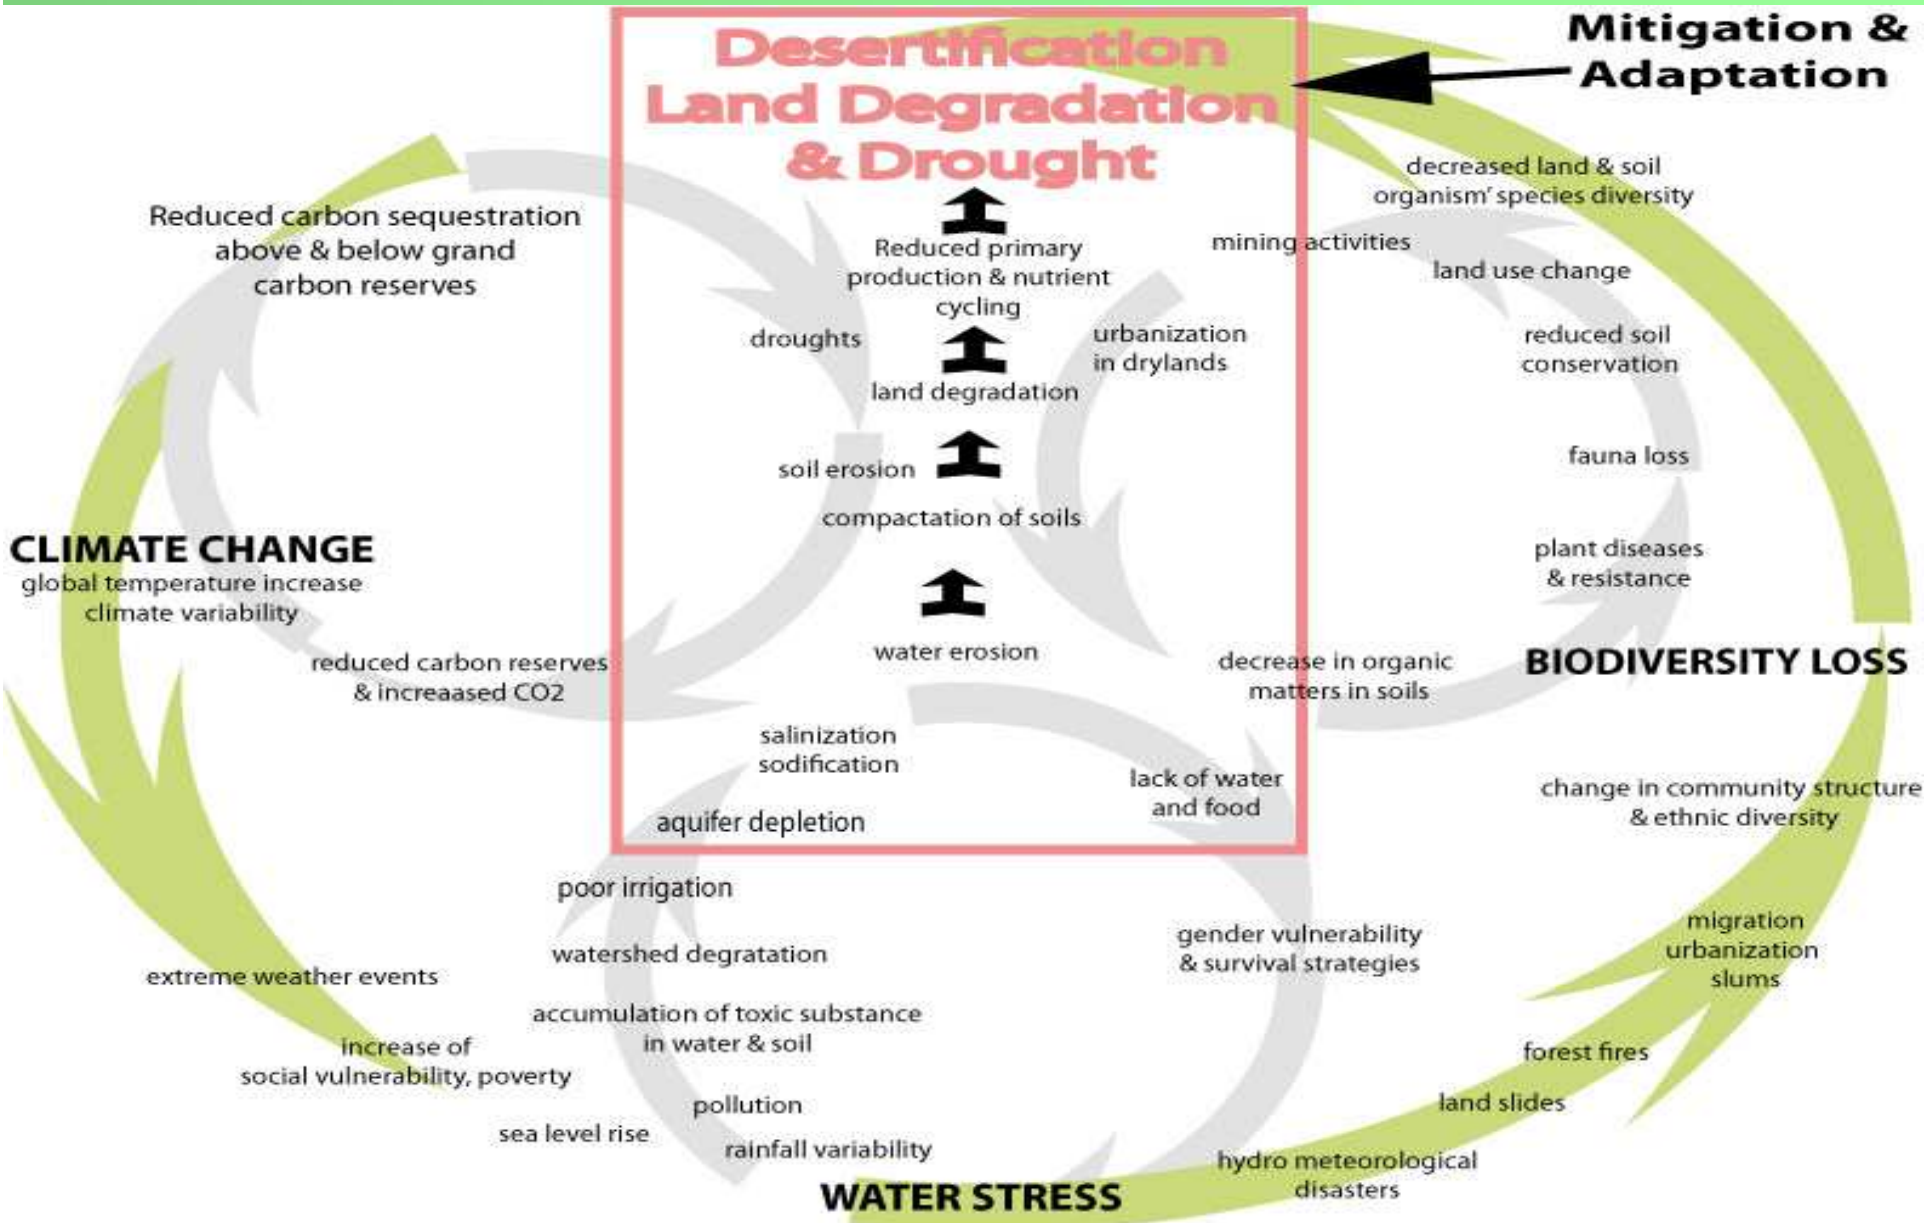 Desertification
Land Degradation
& Drought
Mitigation &
Adaptation
decreased land & soil
organism' species diversity
Reduced carbon sequestration
above & below grand
carbon reserves
Reduced primary
production & nutrient
cycling
mining activities
land use change
droughts
urbanization
in drylands
reduced soil
conservation
land degradation
soil erosion
fauna loss
compactation of soils
CLIMATE CHANGE
global temperature increase
climate variability
plant diseases
& resistance
reduced carbon reserves
& increaased CO2
water erosion
decrease in organic
matters in soils
BIODIVERSITY LOSS
salinization
sodification
lack of water
and food
change in community structure
& ethnic diversity
aquifer depletion
poor irrigation
watershed degratation
gender vulnerability
& survival strategies
migration
urbanization
slums
extreme weather events
accumulation of toxic substance
in water & soil
increase of
social vulnerability, poverty
forest fires
land slides
pollution
sea level rise
rainfall variability
hydro meteorological
disasters
WATER STRESS